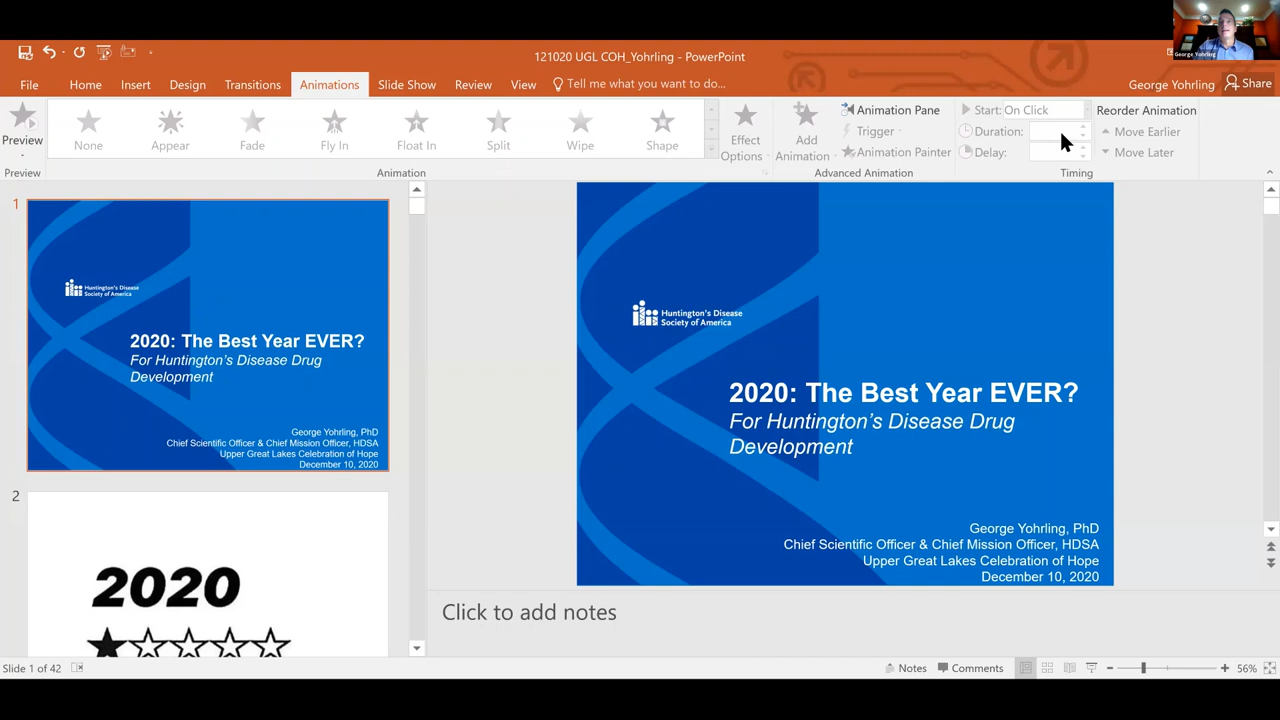 George Yohrling
121020 UGL COH_Yohrling - PowerPoint
File Home Insert Design Transitions Animations Slide Show Review View Tell me what you want to do...
George Yohrling Share
Preview
None Appear Fade Fly In Float In Split Wipe Shape
Effect Options
Add Animation
Animation Pane
Trigger
Animation Painter
Start: On Click
Duration:
Delay:
Reorder Animation
Move Earlier
Move Later
Preview Animation Advanced Animation Timing
1
Huntington's Disease
Society of America
2020: The Best Year EVER?
For Huntington's Disease Drug
Development
George Yohrling, PhD
Chief Scientific Officer & Chief Mission Officer, HDSA
Upper Great Lakes Celebration of Hope
December 10, 2020
2
2020
Huntington's Disease
Society of America
2020: The Best Year EVER?
For Huntington's Disease Drug
Development
George Yohrling, PhD
Chief Scientific Officer & Chief Mission Officer, HDSA
Upper Great Lakes Celebration of Hope
December 10, 2020
Click to add notes
Slide 1 of 42
Notes Comments 56%